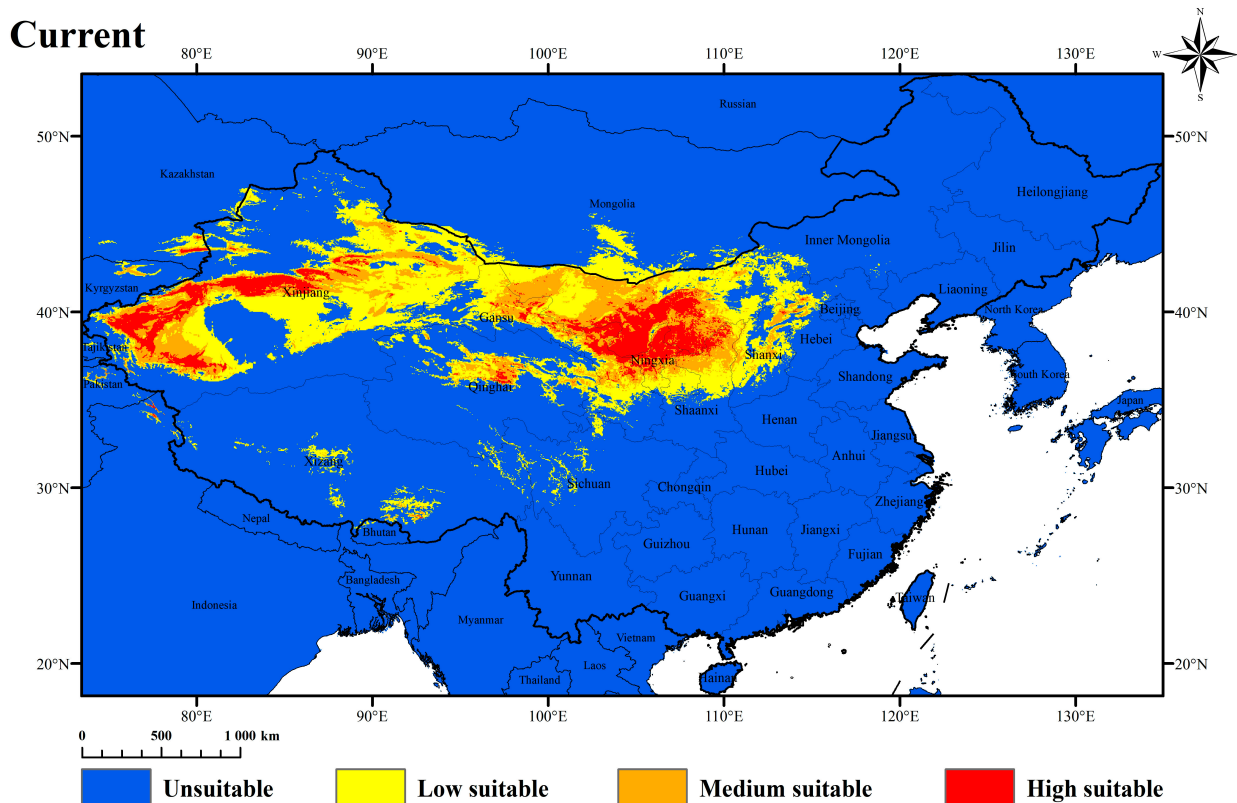 Current
N
W
E
S
80°E
90°E
100°E
110°E
120°E
130°E
Russian
50°N
50°N
Kazakhstan
Heilongjiang
Mongolia
Inner Mongolia
Jilin
Kyrgyzstan
Xinjiang
Liaoning
40°N
Gansu
Beijing
North Korea
40°N
Hebei
Tajikistan
Ningxia
Shanxi
Pakistan
Qinghai
Shandong
South Korea
Shaanxi
Japan
Henan
Jiangsu
Xizang
Anhui
Hubei
30°N
Sichuan
Chongqin
30°N
Zhejiang
Nepal
Bhutan
Hunan
Jiangxi
Guizhou
Fujian
Bangladesh
Yunnan
Indonesia
Guangxi
Guangdong
Taiwan
Myanmar
Vietnam
20°N
Laos
20°N
Thailand
Hainan
80°E
90°E
100°E
110°E
120°E
130°E
0 500 1 000 km
Unsuitable
Low suitable
Medium suitable
High suitable